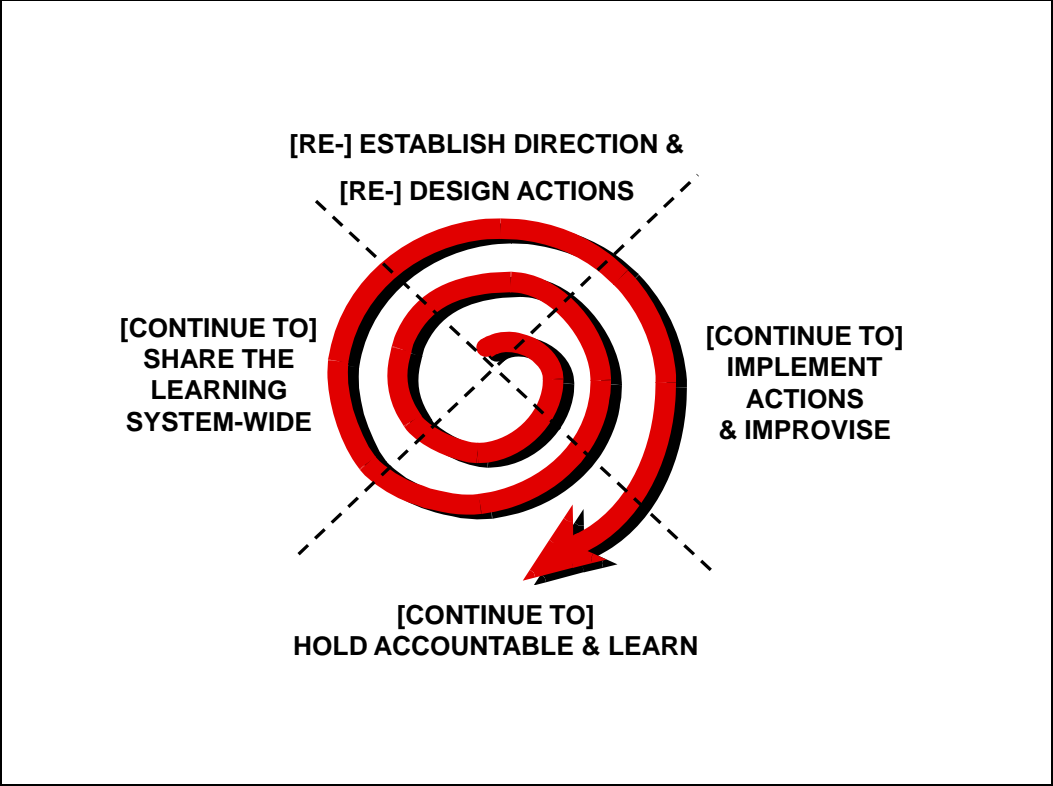 [RE-] ESTABLISH DIRECTION &
[RE-] DESIGN ACTIONS
[CONTINUE TO]
SHARE THE
LEARNING
SYSTEM-WIDE
[CONTINUE TO]
IMPLEMENT
ACTIONS
& IMPROVISE
[CONTINUE TO]
HOLD ACCOUNTABLE & LEARN